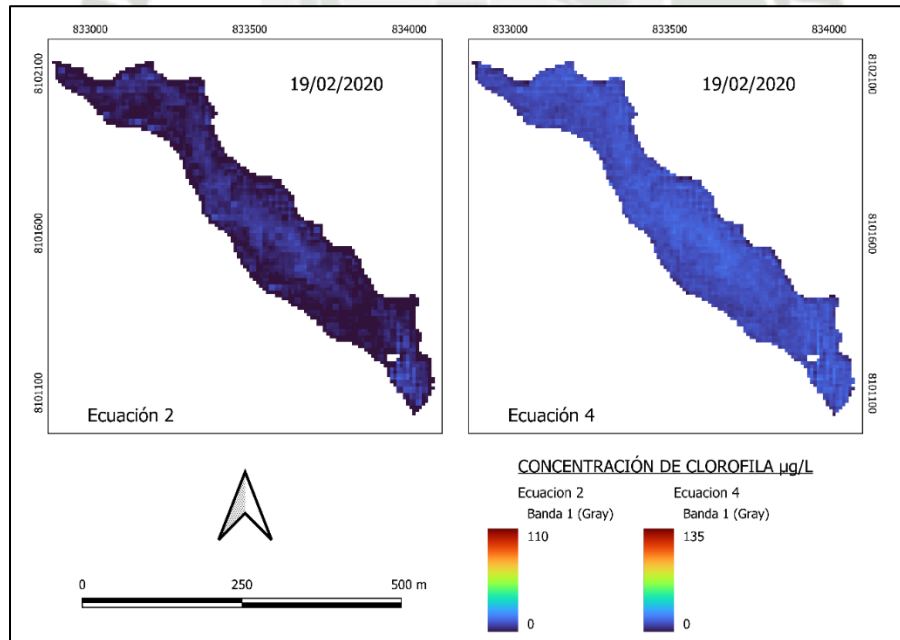 833000 833500 834000
833000 833500 834000
8102100
8101600
8101100
19/02/2020
Ecuación 2
19/02/2020
Ecuación 4
8102100
8101600
8101100
CONCENTRACIÓN DE CLOROFILA µg/L
Ecuacion 2
Banda 1 (Gray)
110
0
Ecuacion 4
Banda 1 (Gray)
135
0
0 250 500 m